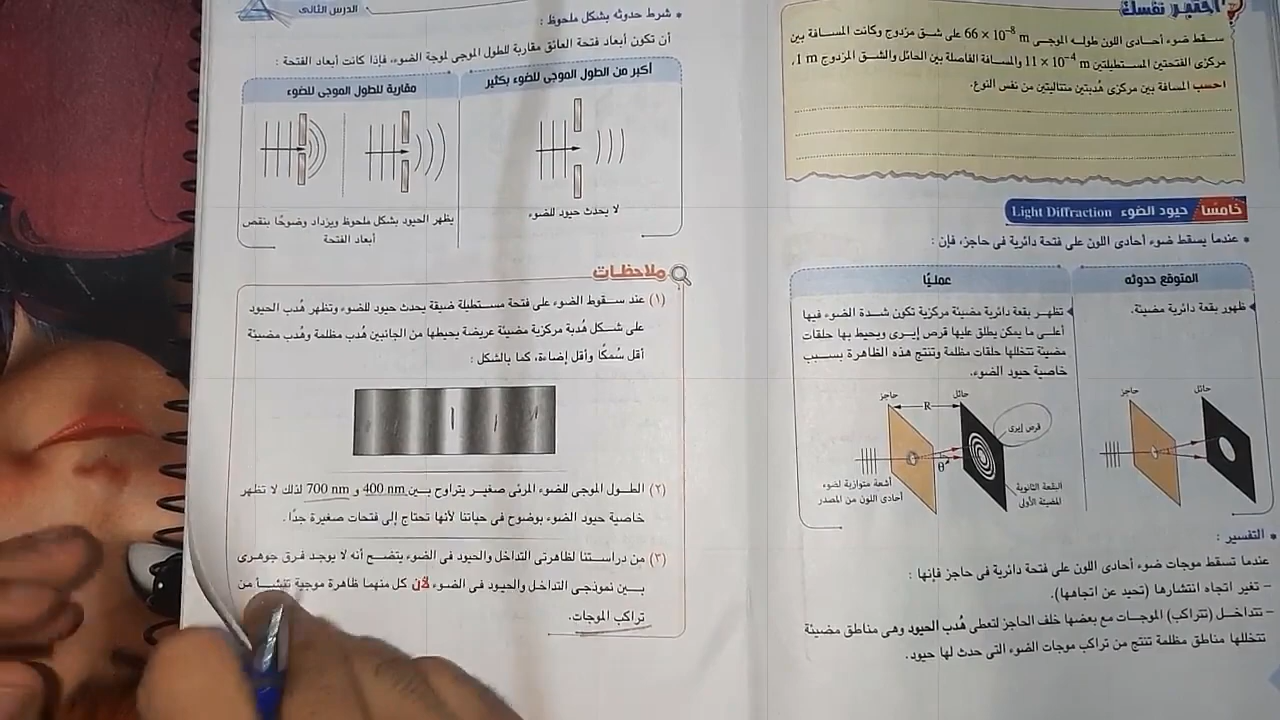 اختبر نفسك
سقط ضوء أحادى اللون طوله الموجى 66 × 10⁻⁸ m على شق مزدوج وكانت المسافة بين
مركزى الفتحتين المستطيلتين 11 × 10⁻⁴ m والمسافة الفاصلة بين الحائل والشق المزدوج 1 m،
احسب المسافة بين مركزى هُدبتين متتاليتين من نفس النوع.
خامسًا حيود الضوء Light Diffraction
• عندما يسقط ضوء أحادى اللون على فتحة دائرية فى حاجز، فإن :
المتوقع حدوثه
ظهور بقعة دائرية مضيئة.
حاجز
حائل
عمليًا
تظهر بقعة دائرية مضيئة مركزية تكون شدة الضوء فيها
أعلى ما يمكن يطلق عليها قرص إيرى ويحيط بها حلقات
مضيئة تتخللها حلقات مظلمة وتنتج هذه الظاهرة بسبب
خاصية حيود الضوء.
حاجز
R
حائل
قرص إيرى
θ
البقعة الثانوية
المضيئة الأولى
أشعة متوازية لضوء
أحادى اللون من المصدر
• التفسير :
عندما تسقط موجات ضوء أحادى اللون على فتحة دائرية فى حاجز فإنها :
– تغير اتجاه انتشارها (تحيد عن اتجاهها).
– تتداخل (تتراكب) الموجات مع بعضها خلف الحاجز لتعطى هُدب الحيود وهى مناطق مضيئة
تتخللها مناطق مظلمة تنتج من تراكب موجات الضوء التى حدث لها حيود.
الدرس الثانى
• شرط حدوثه بشكل ملحوظ :
أن تكون أبعاد فتحة العائق مقاربة للطول الموجى لموجة الضوء، فإذا كانت أبعاد الفتحة :
أكبر من الطول الموجى للضوء بكثير
لا يحدث حيود للضوء
مقاربة للطول الموجى للضوء
يظهر الحيود بشكل ملحوظ ويزداد وضوحًا بنقص
أبعاد الفتحة
ملاحظات
(١) عند سقوط الضوء على فتحة مستطيلة ضيقة يحدث حيود للضوء وتظهر هُدب الحيود
على شكل هُدبة مركزية مضيئة عريضة يحيطها من الجانبين هُدب مظلمة وهُدب مضيئة
أقل سُمكًا وأقل إضاءة، كما بالشكل :
(٢) الطول الموجى للضوء المرئى صغير يتراوح بين 400 nm و 700 nm لذلك لا تظهر
خاصية حيود الضوء بوضوح فى حياتنا لأنها تحتاج إلى فتحات صغيرة جدًا.
(٣) من دراستنا لظاهرتى التداخل والحيود فى الضوء يتضح أنه لا يوجد فرق جوهرى
بين نموذجى التداخل والحيود فى الضوء لأن كل منهما ظاهرة موجية تنشأ من
تراكب الموجات.